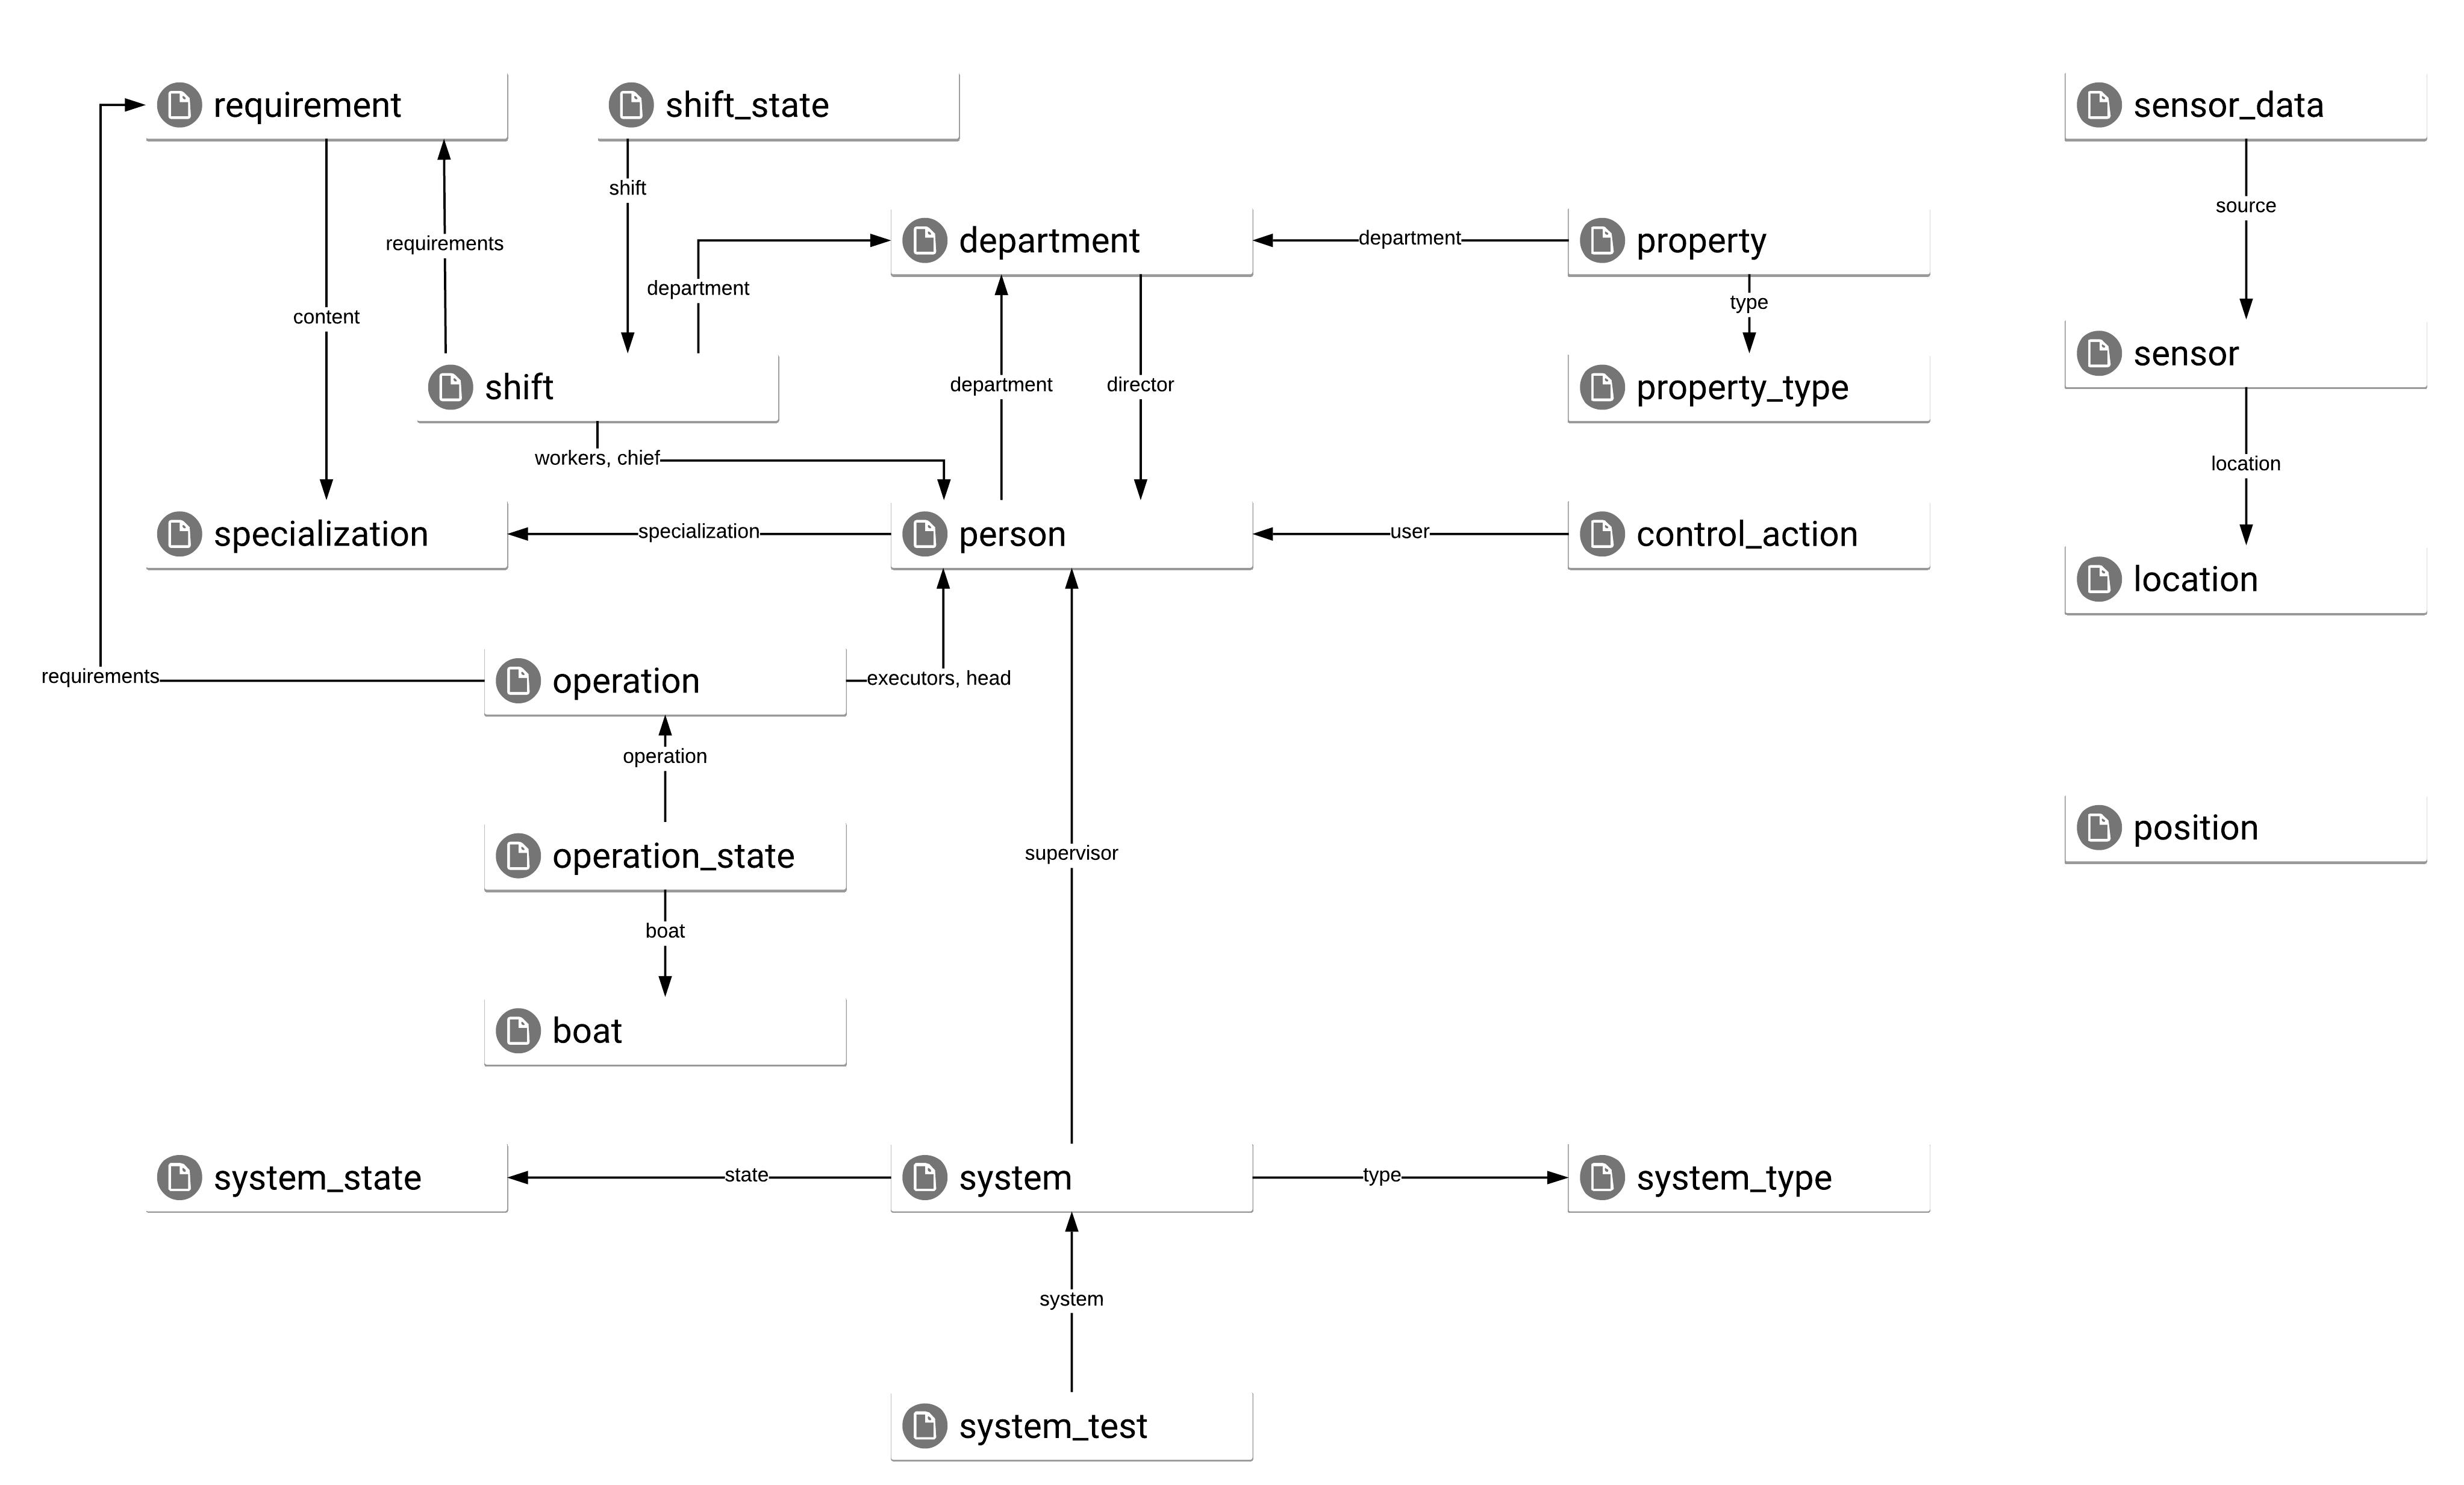 requirement
shift_state
sensor_data
shift
source
requirements
department
department
property
department
type
content
sensor
department
director
shift
property_type
workers, chief
location
specialization
specialization
person
user
control_action
location
requirements
operation
executors, head
operation
supervisor
position
operation_state
boat
boat
system_state
state
system
type
system_type
system
system_test